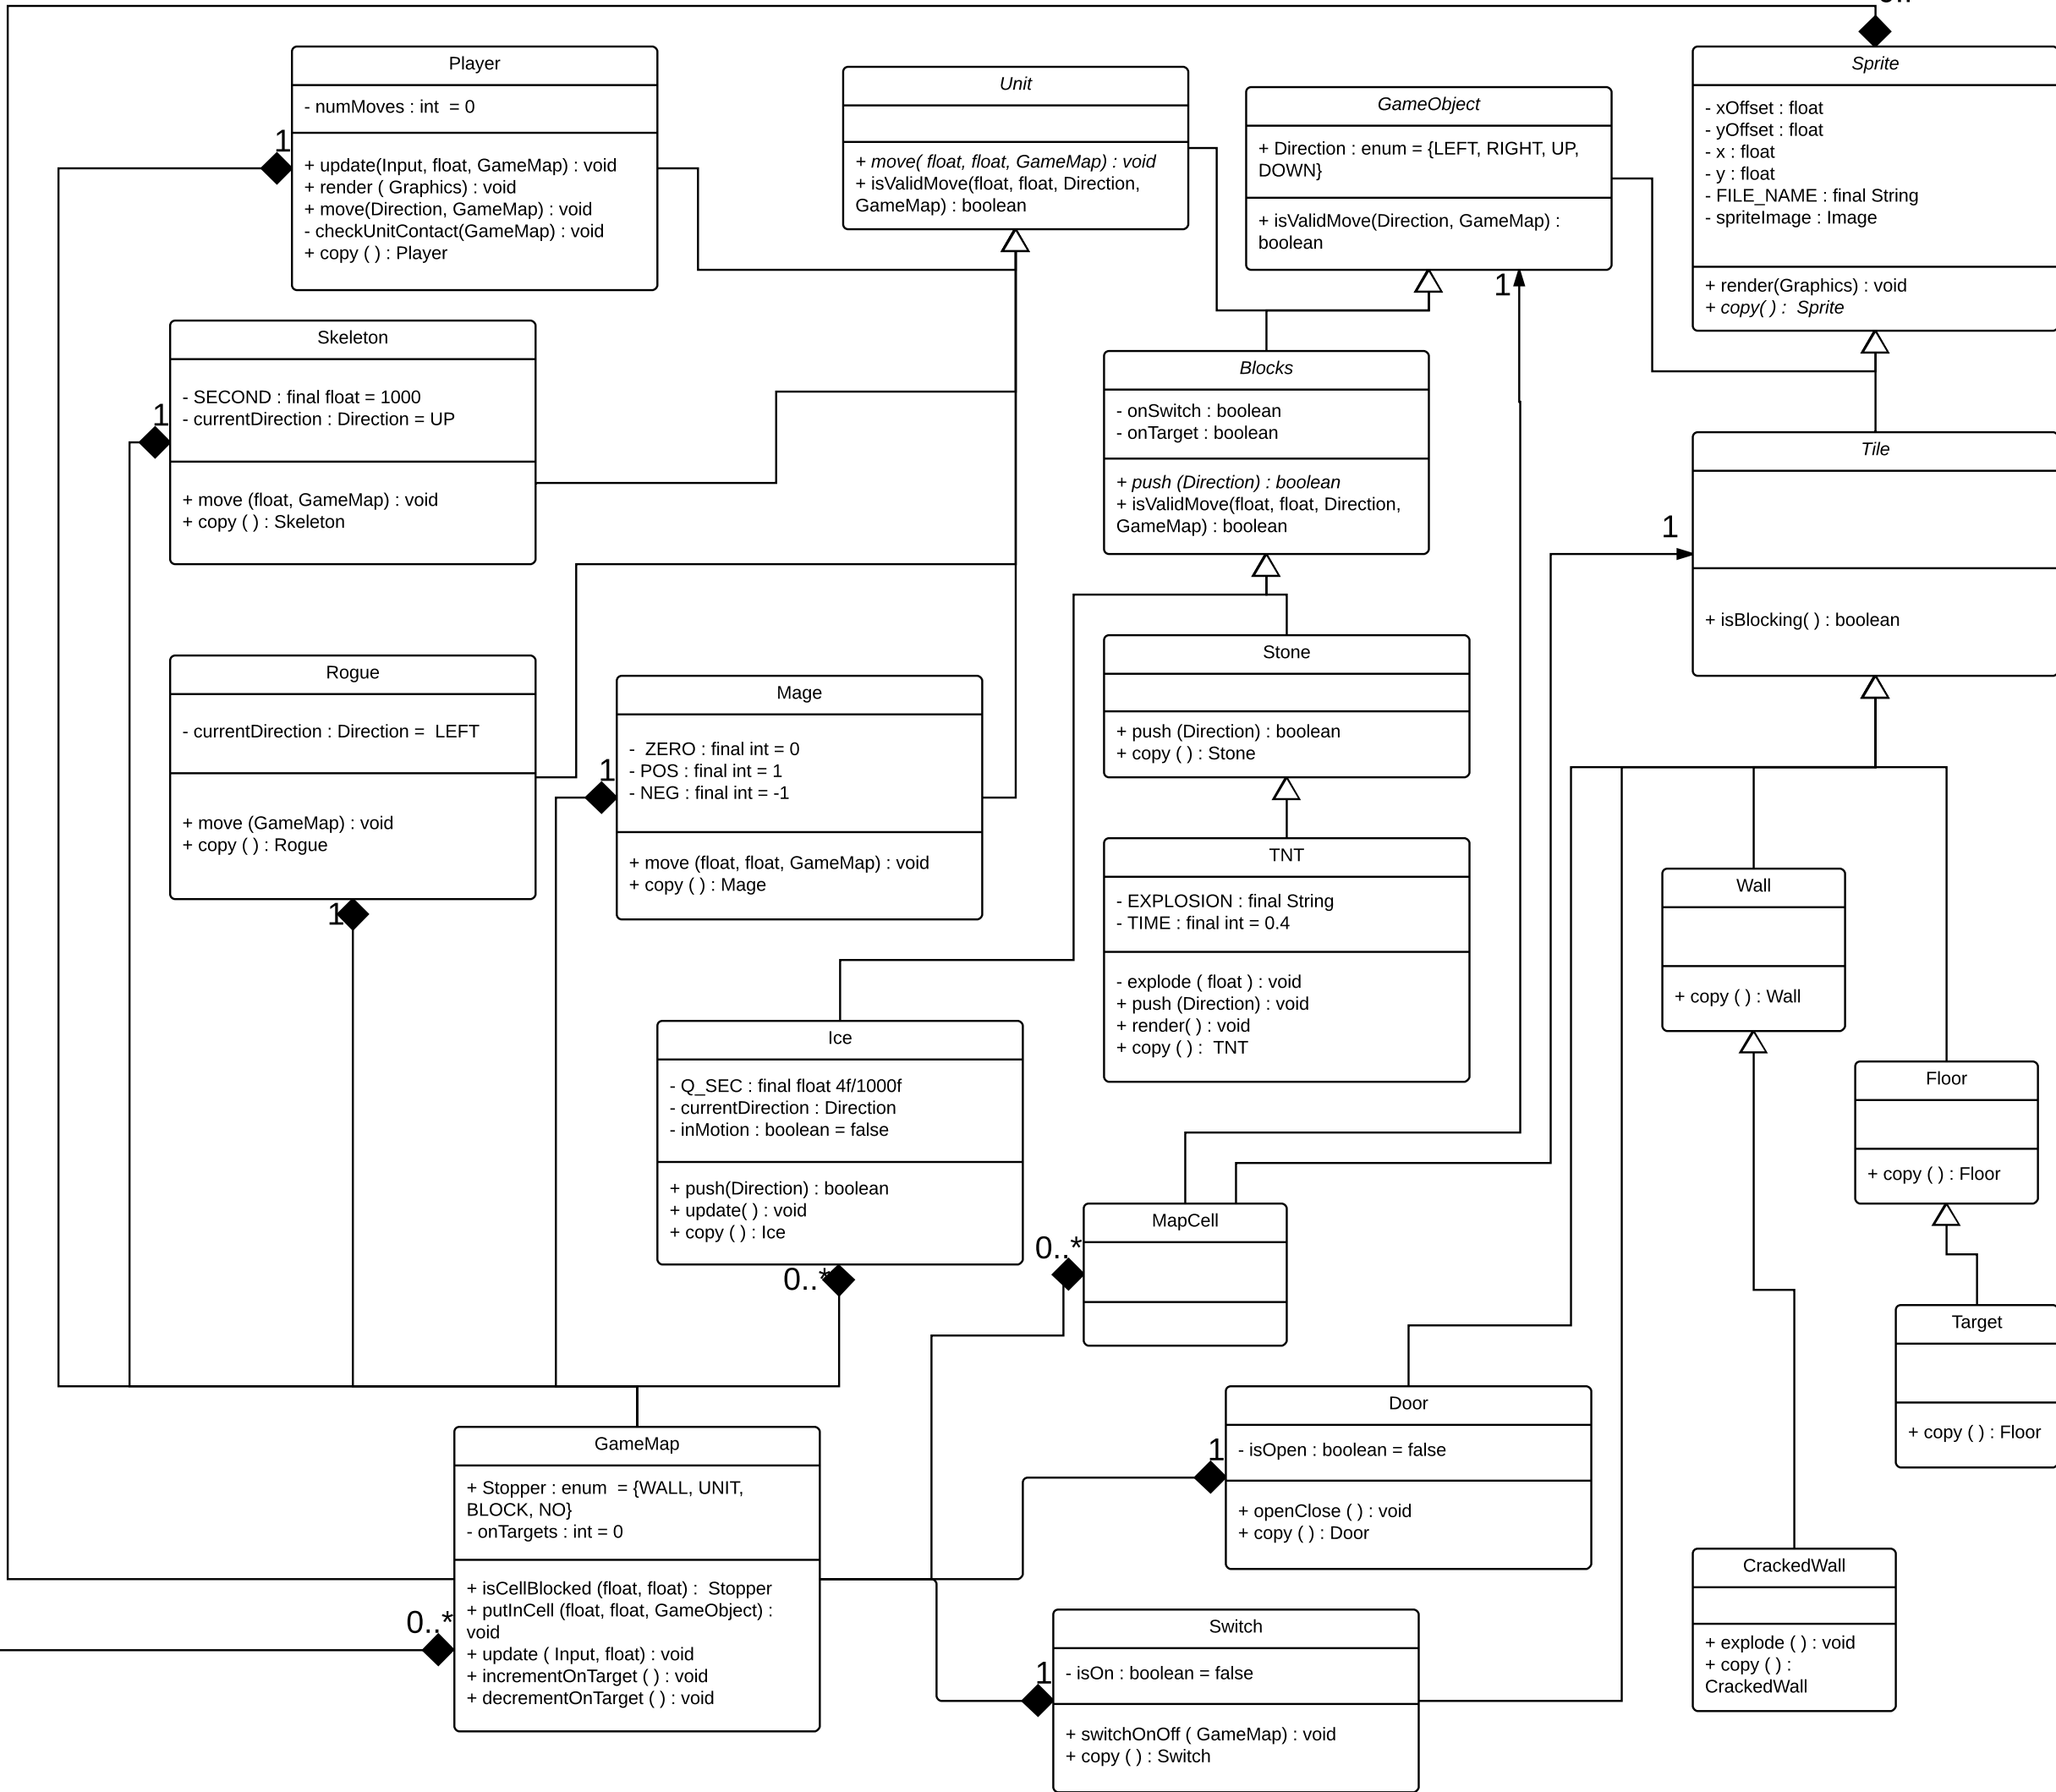 Player
- numMoves : int  = 0
1
+ update(Input, float, GameMap) : void
+ render ( Graphics) : void
+ move(Direction, GameMap) : void
- checkUnitContact(GameMap) : void
+ copy ( ) : Player
Unit
+ move( float, float, GameMap) : void
+ isValidMove(float, float, Direction,
GameMap) : boolean
GameObject
+ Direction : enum = {LEFT, RIGHT, UP,
DOWN}
+ isValidMove(Direction, GameMap) :
boolean
1
Sprite
- xOffset : float
- yOffset : float
- x : float
- y : float
- FILE_NAME : final String
- spriteImage : Image
+ render(Graphics) : void
+ copy( ) :  Sprite
Skeleton
- SECOND : final float = 1000
- currentDirection : Direction = UP
1
+ move (float, GameMap) : void
+ copy ( ) : Skeleton
Blocks
- onSwitch : boolean
- onTarget : boolean
+ push (Direction) : boolean
+ isValidMove(float, float, Direction,
GameMap) : boolean
Tile
1
+ isBlocking( ) : boolean
Rogue
- currentDirection : Direction =  LEFT
+ move (GameMap) : void
+ copy ( ) : Rogue
1
Mage
-  ZERO : final int = 0
- POS : final int = 1
- NEG : final int = -1
1
+ move (float, float, GameMap) : void
+ copy ( ) : Mage
Stone
+ push (Direction) : boolean
+ copy ( ) : Stone
TNT
- EXPLOSION : final String
- TIME : final int = 0.4
- explode ( float ) : void
+ push (Direction) : void
+ render( ) : void
+ copy ( ) :  TNT
Wall
+ copy ( ) : Wall
Ice
- Q_SEC : final float 4f/1000f
- currentDirection : Direction
- inMotion : boolean = false
+ push(Direction) : boolean
+ update( ) : void
+ copy ( ) : Ice
0..*
Floor
+ copy ( ) : Floor
MapCell
0..*
Target
+ copy ( ) : Floor
Door
- isOpen : boolean = false
1
+ openClose ( ) : void
+ copy ( ) : Door
GameMap
+ Stopper : enum  = {WALL, UNIT,
BLOCK, NO}
- onTargets : int = 0
+ isCellBlocked (float, float) :  Stopper
+ putInCell (float, float, GameObject) :
void
+ update ( Input, float) : void
+ incrementOnTarget ( ) : void
+ decrementOnTarget ( ) : void
0..*
CrackedWall
+ explode ( ) : void
+ copy ( ) :
CrackedWall
Switch
- isOn : boolean = false
1
+ switchOnOff ( GameMap) : void
+ copy ( ) : Switch